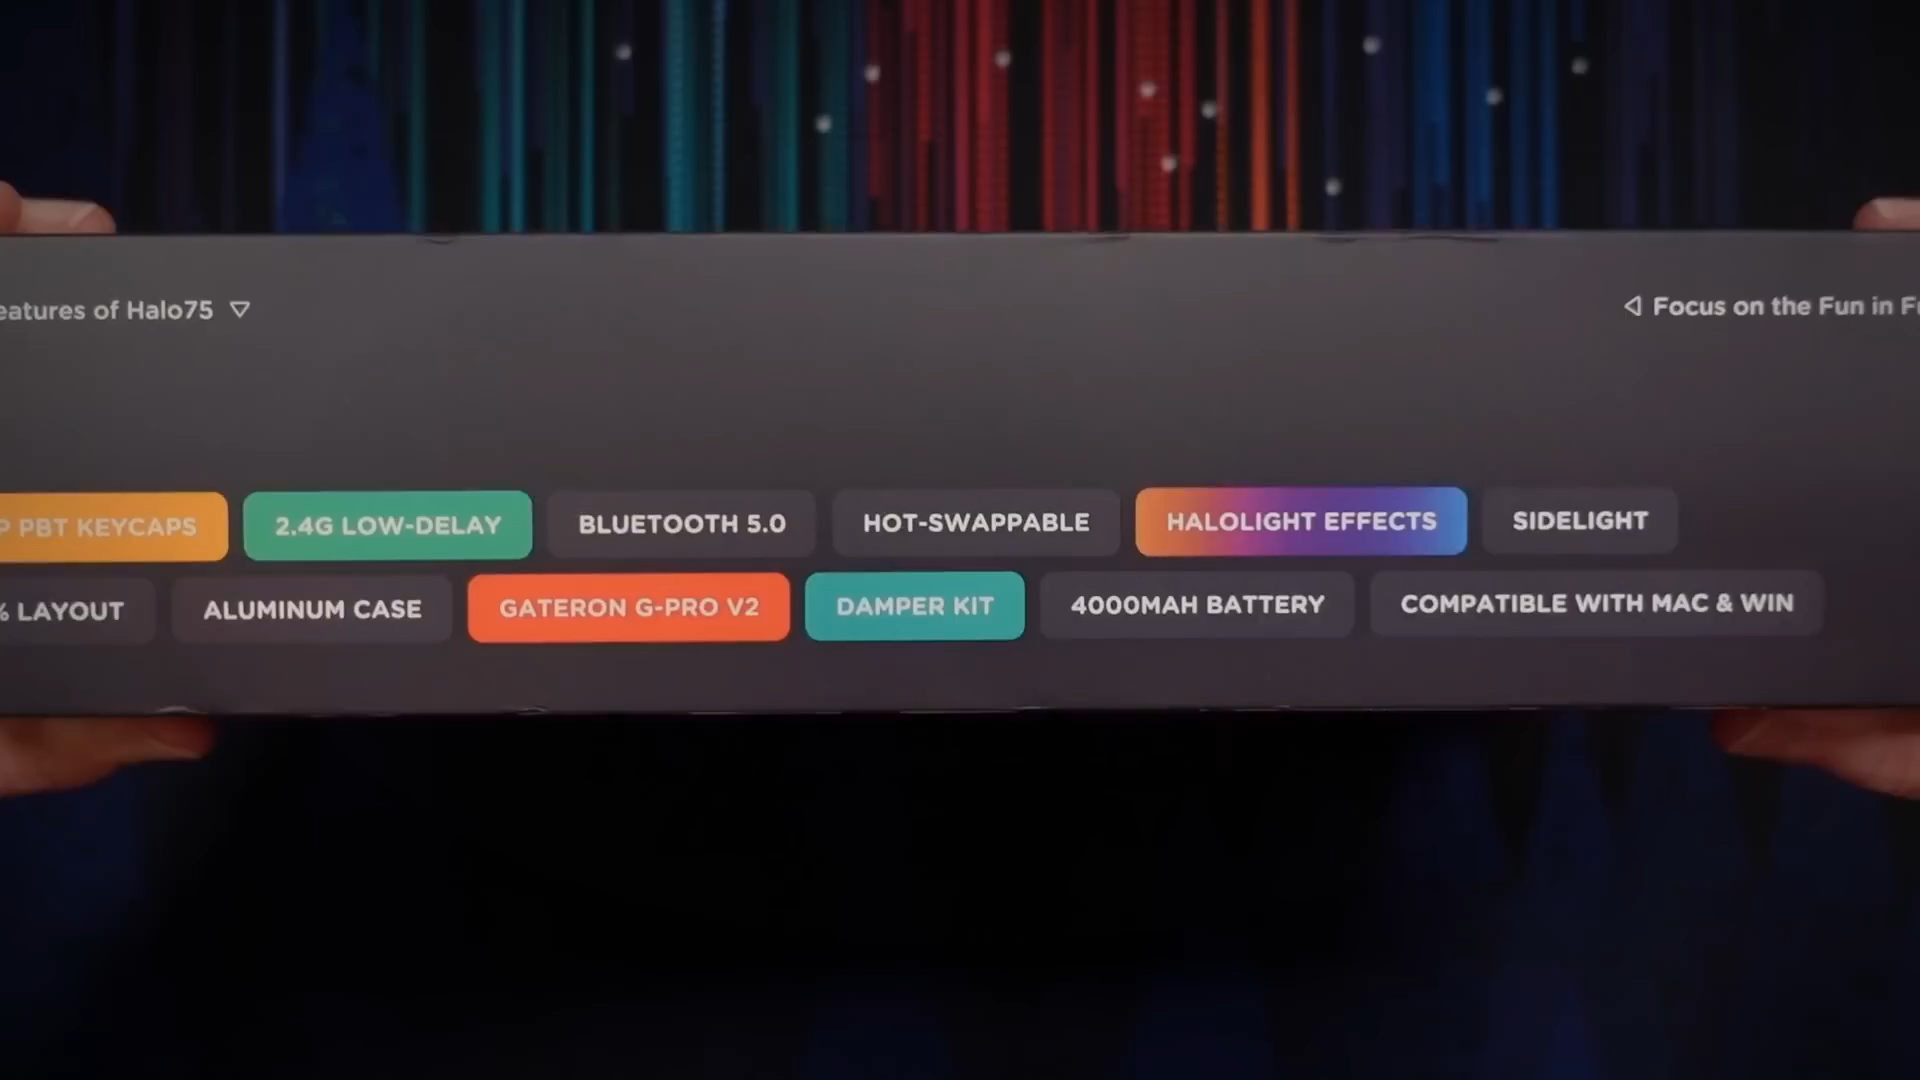 eatures of Halo75
Focus on the Fun in
P PBT KEYCAPS
2.4G LOW-DELAY
BLUETOOTH 5.0
HOT-SWAPPABLE
HALOLIGHT EFFECTS
SIDELIGHT
% LAYOUT
ALUMINUM CASE
GATERON G-PRO V2
DAMPER KIT
4000MAH BATTERY
COMPATIBLE WITH MAC & WIN